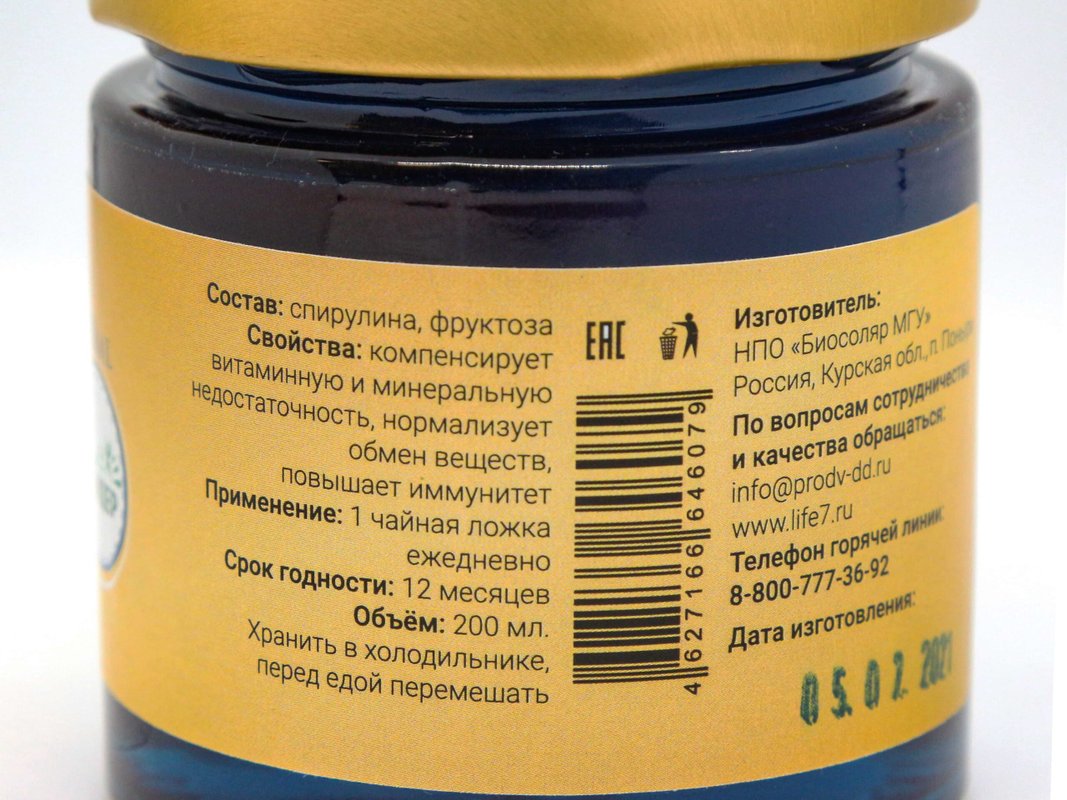 Состав: спирулина, фруктоза
Свойства: компенсирует
витаминную и минеральную
недостаточность, нормализует
обмен веществ,
повышает иммунитет
Применение: 1 чайная ложка
ежедневно
Срок годности: 12 месяцев
Объём: 200 мл.
Хранить в холодильнике,
перед едой перемешать
EAC
4 627166 646079
Изготовитель:
НПО «Биосоляр МГУ»
Россия, Курская обл., п.
По вопросам сотрудничества
и качества обращаться:
info@prodv-dd.ru
www.life7.ru
Телефон горячей линии:
8-800-777-36-92
Дата изготовления:
05.07.2021